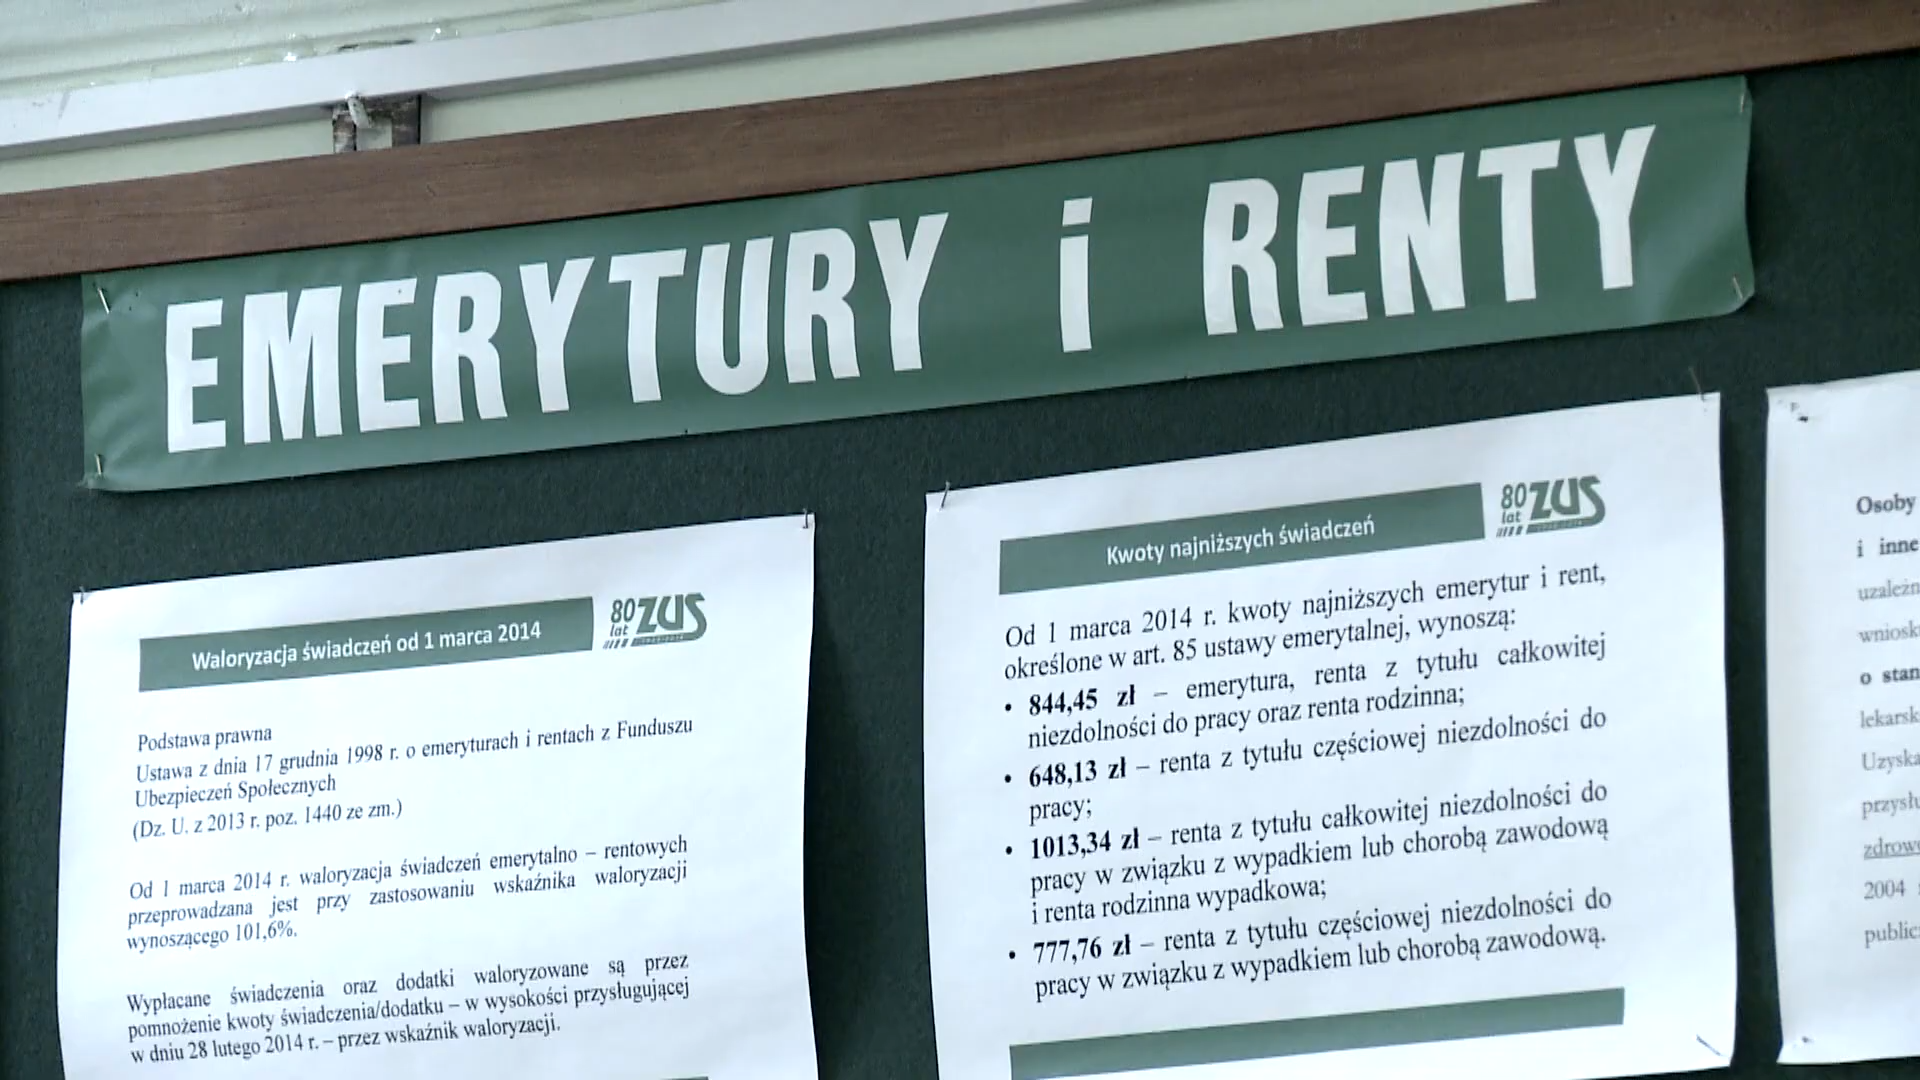 EMERYTURY i RENTY
Waloryzacja świadczeń od 1 marca 2014
80 lat ZUS
Podstawa prawna
Ustawa z dnia 17 grudnia 1998 r. o emeryturach i rentach z Funduszu
Ubezpieczeń Społecznych
(Dz. U. z 2013 r. poz. 1440 ze zm.)
Od 1 marca 2014 r. waloryzacja świadczeń emerytalno – rentowych
przeprowadzana jest przy zastosowaniu wskaźnika waloryzacji
wynoszącego 101,6%.
Wypłacane świadczenia oraz dodatki waloryzowane są przez
pomnożenie kwoty świadczenia/dodatku – w wysokości przysługującej
w dniu 28 lutego 2014 r. – przez wskaźnik waloryzacji.
Kwoty najniższych świadczeń
80 lat ZUS
Od 1 marca 2014 r. kwoty najniższych emerytur i rent,
określone w art. 85 ustawy emerytalnej, wynoszą:
• 844,45 zł – emerytura, renta z tytułu całkowitej
niezdolności do pracy oraz renta rodzinna;
• 648,13 zł – renta z tytułu częściowej niezdolności do
pracy;
• 1013,34 zł – renta z tytułu całkowitej niezdolności do
pracy w związku z wypadkiem lub chorobą zawodową
i renta rodzinna wypadkowa;
• 777,76 zł – renta z tytułu częściowej niezdolności do
pracy w związku z wypadkiem lub chorobą zawodową.
Osoby
i inne
uzależn
wniosk
o stan
lekarsk
Uzyska
przysłu
zdrowo
2004
public